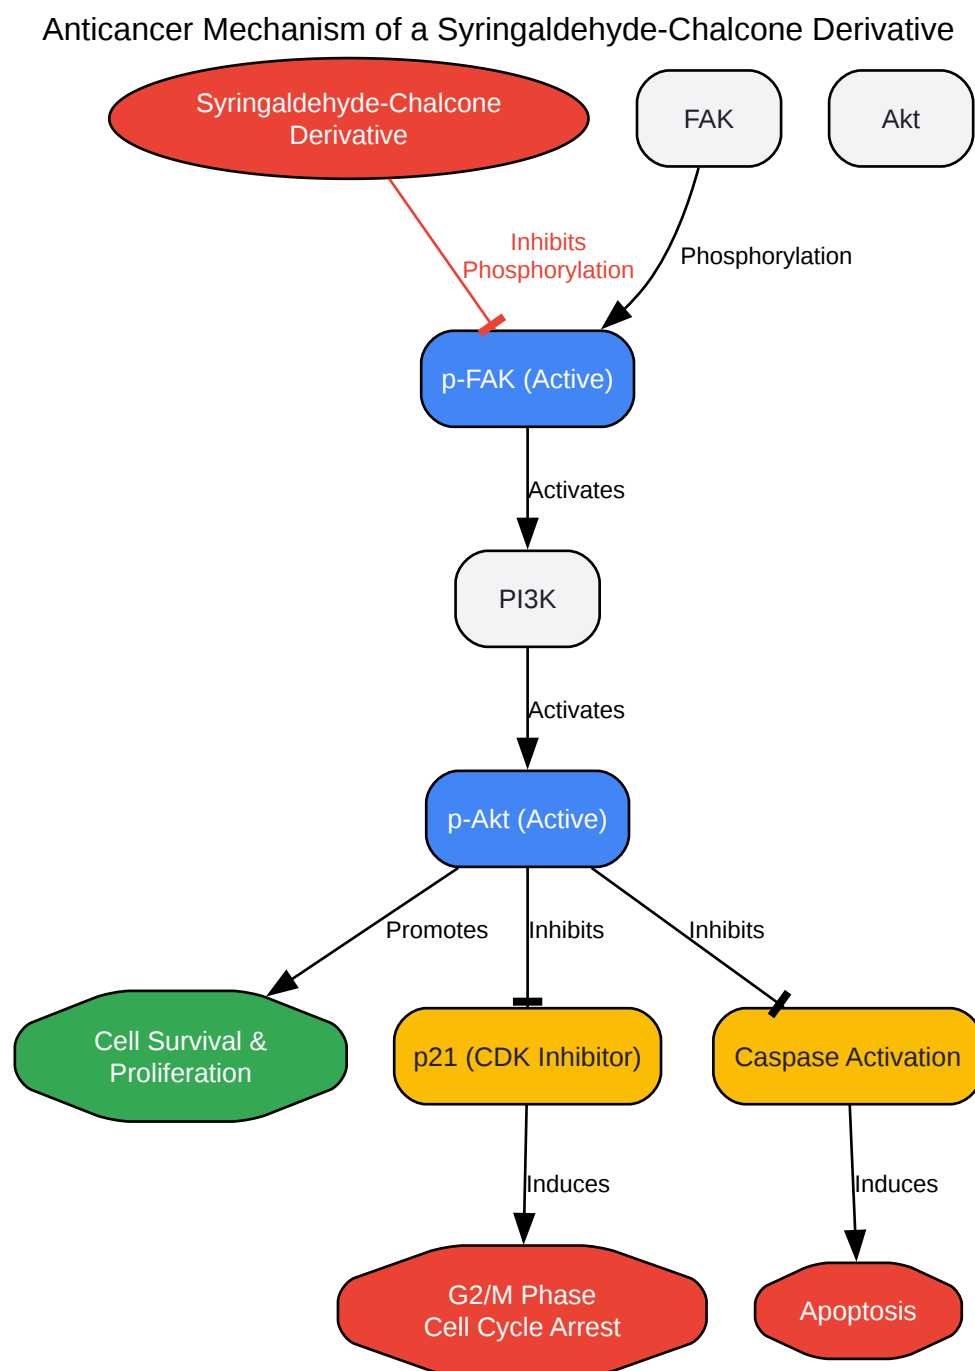 Anticancer Mechanism of a Syringaldehyde-Chalcone Derivative
Syringaldehyde-Chalcone
Derivative
FAK
Akt
Inhibits
Phosphorylation
Phosphorylation
p-FAK (Active)
Activates
PI3K
Activates
p-Akt (Active)
Promotes
Inhibits
Inhibits
Cell Survival &
Proliferation
p21 (CDK Inhibitor)
Caspase Activation
Induces
Induces
G2/M Phase
Cell Cycle Arrest
Apoptosis